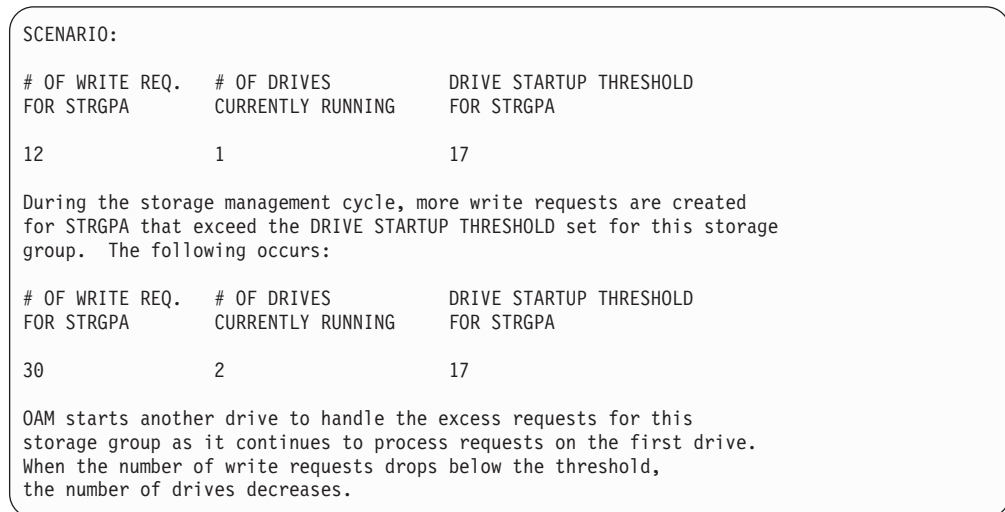 SCENARIO:
# OF WRITE REQ. # OF DRIVES DRIVE STARTUP THRESHOLD
FOR STRGPA CURRENTLY RUNNING FOR STRGPA
12 1 17
During the storage management cycle, more write requests are created
for STRGPA that exceed the DRIVE STARTUP THRESHOLD set for this storage
group. The following occurs:
# OF WRITE REQ. # OF DRIVES DRIVE STARTUP THRESHOLD
FOR STRGPA CURRENTLY RUNNING FOR STRGPA
30 2 17
OAM starts another drive to handle the excess requests for this
storage group as it continues to process requests on the first drive.
When the number of write requests drops below the threshold,
the number of drives decreases.